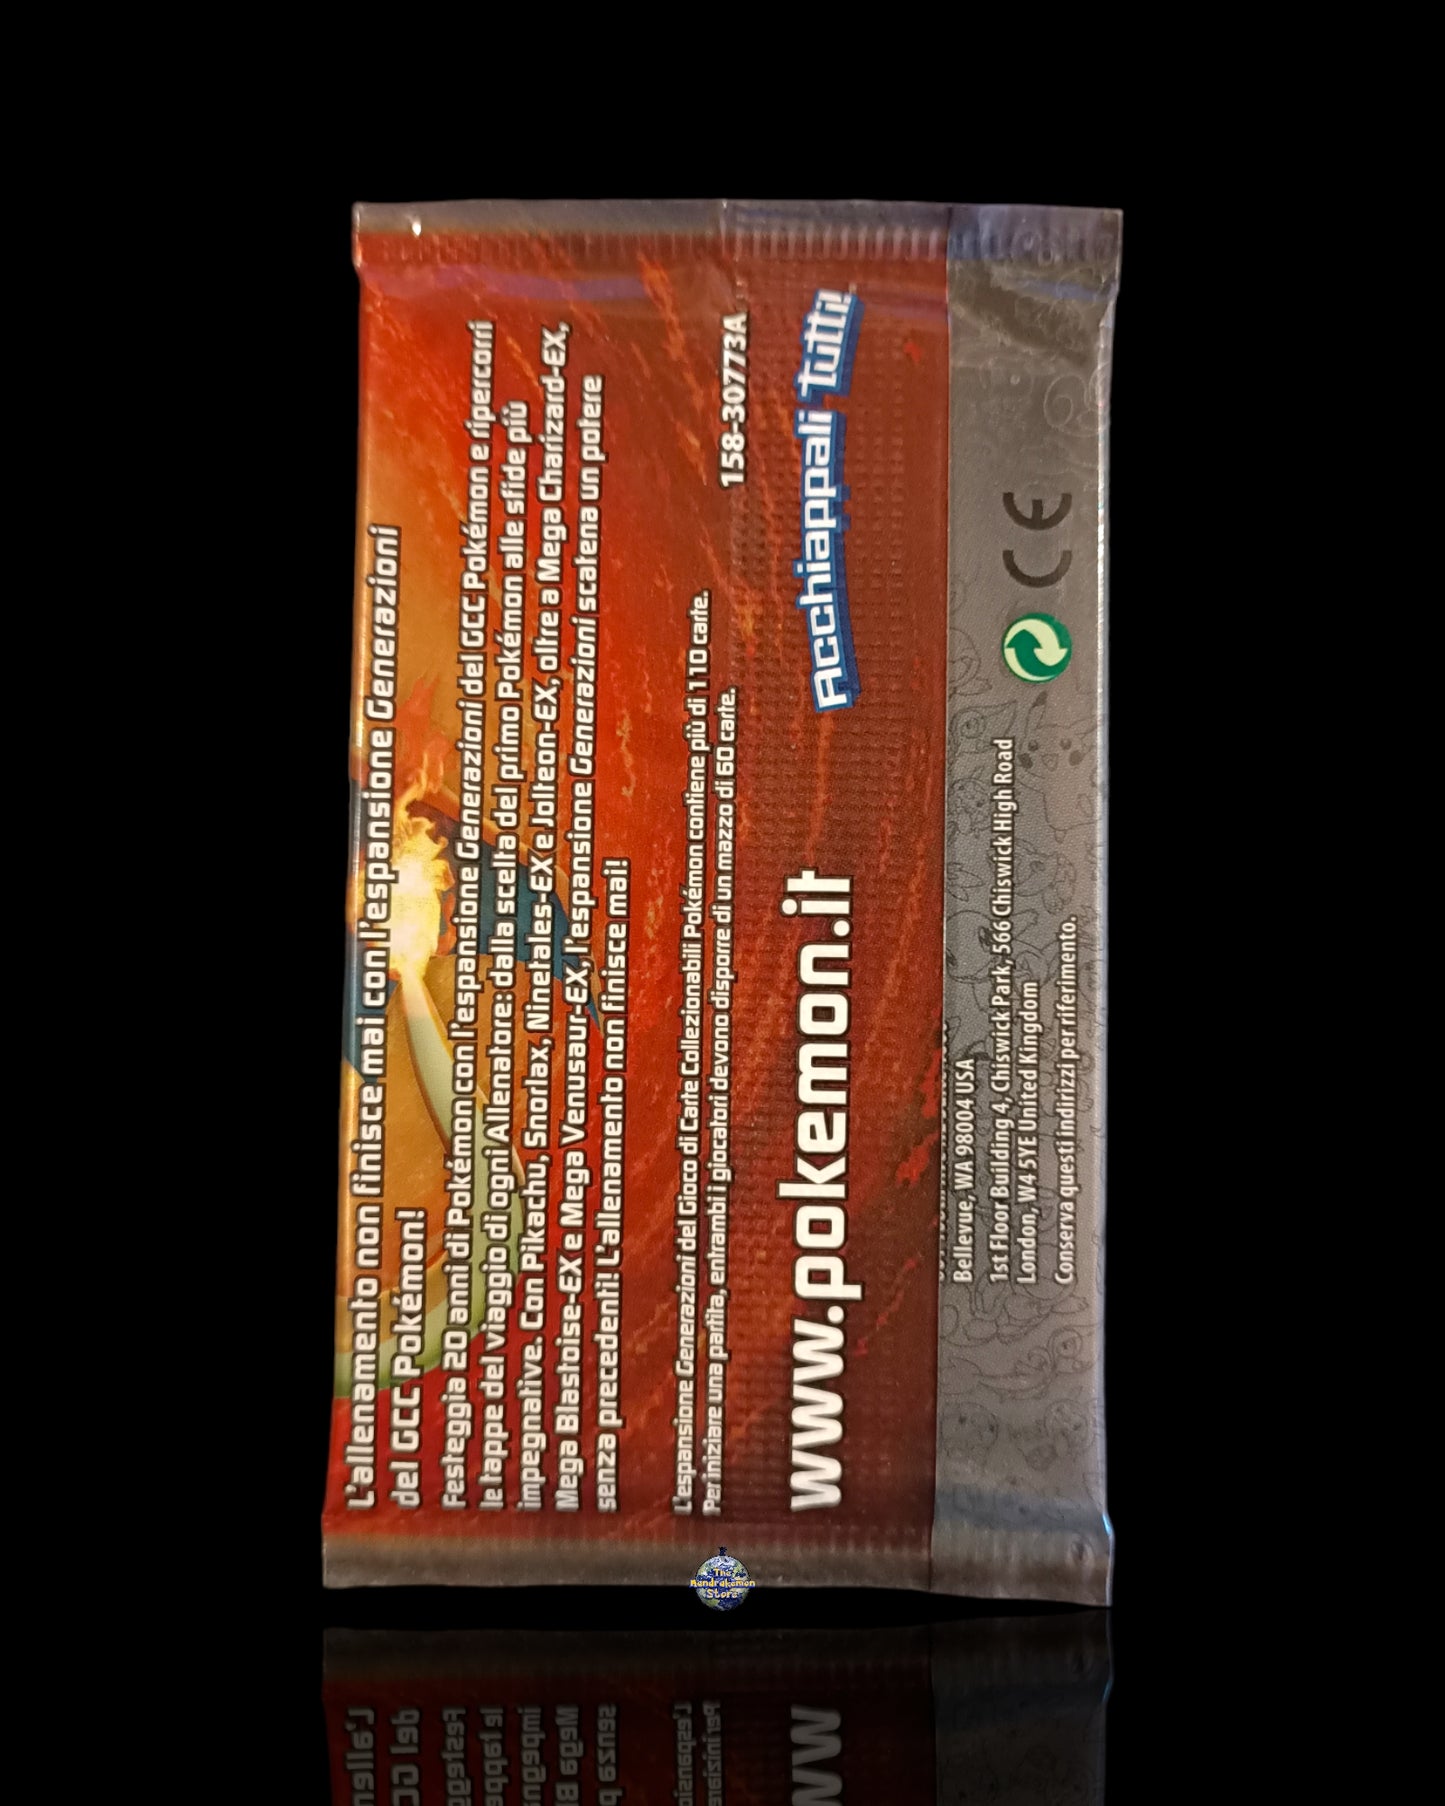 L'allenamento non finisce mai con l'espansione Generazioni
del GCC Pokémon!
Festeggia 20 anni di Pokémon con l'espansione Generazioni del GCC Pokémon e ripercorri
le tappe del viaggio di ogni Allenatore: dalla scelta del primo Pokémon alle sfide più
impegnative. Con Pikachu, Snorlax, Ninetales-EX e Jolteon-EX, oltre a Mega Charizard-EX,
Mega Blastoise-EX e Mega Venusaur-EX, l'espansione Generazioni scatena un potere
senza precedenti! L'allenamento non finisce mai!
L'espansione Generazioni del Gioco di Carte Collezionabili Pokémon contiene più di 110 carte.
Per iniziare una partita, entrambi i giocatori devono disporre di un mazzo di 60 carte.
158-30773A
www.pokemon.it
Acchiappali Tutti!
Bellevue, WA 98004 USA
1st Floor Building 4, Chiswick Park, 566 Chiswick High Road
London, W4 5YE United Kingdom
Conserva questi indirizzi per riferimento.
CE
The
Mandrakemon
Store